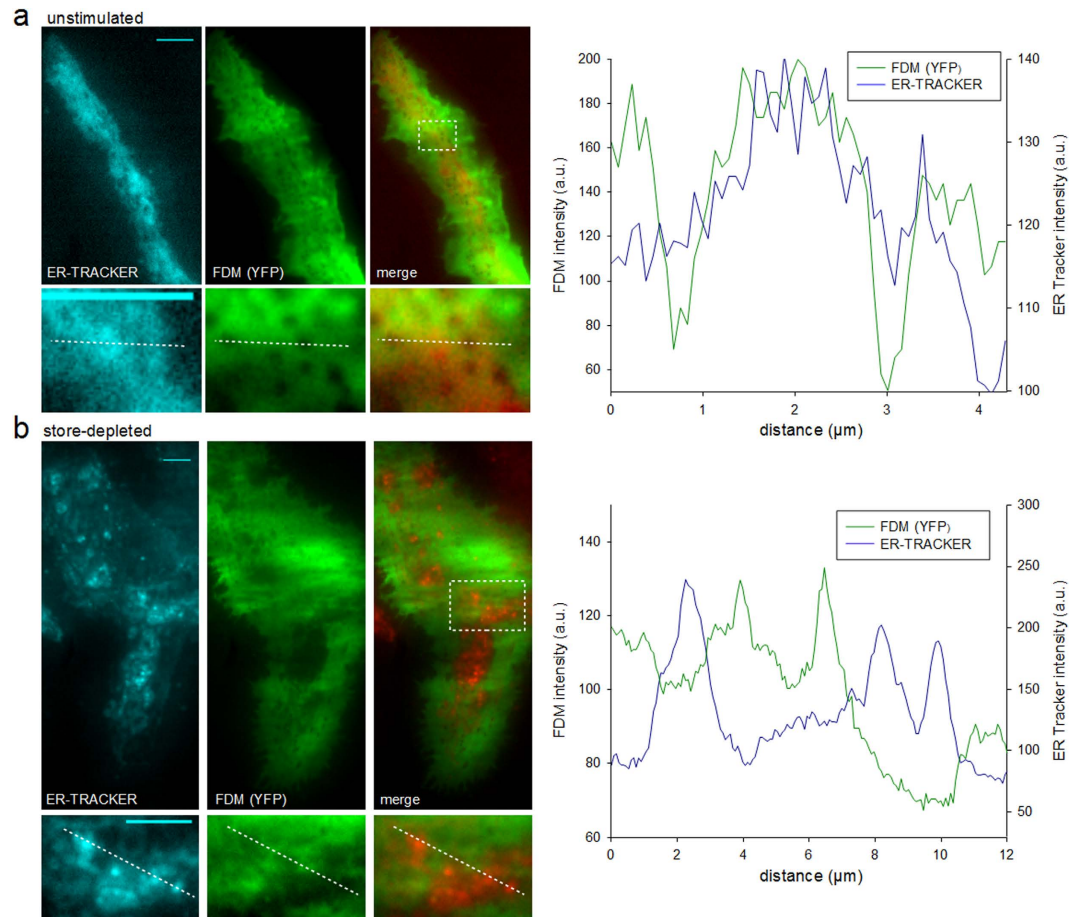 a unstimulated
ER-TRACKER
FDM (YFP)
merge
FDM (YFP)
ER-TRACKER
200
180
160
140
120
100
80
60
FDM intensity (a.u.)
140
130
120
110
100
ER Tracker intensity (a.u.)
0 1 2 3 4
distance (µm)
b store-depleted
ER-TRACKER
FDM (YFP)
merge
FDM (YFP)
ER-TRACKER
140
120
100
80
60
FDM intensity (a.u.)
300
250
200
150
100
50
ER Tracker intensity (a.u.)
0 2 4 6 8 10 12
distance (µm)